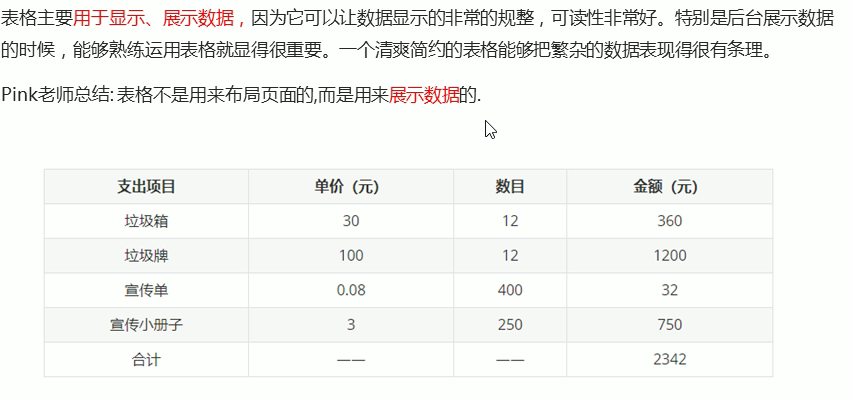 表格主要用于显示、展示数据，因为它可以让数据显示的非常的规整，可读性非常好。特别是后台展示数据
的时候，能够熟练运用表格就显得很重要。一个清爽简约的表格能够把繁杂的数据表现得很有条理。
Pink老师总结: 表格不是用来布局页面的,而是用来展示数据的.
支出项目 单价（元） 数目 金额（元）
垃圾箱 30 12 360
垃圾牌 100 12 1200
宣传单 0.08 400 32
宣传小册子 3 250 750
合计 —— —— 2342